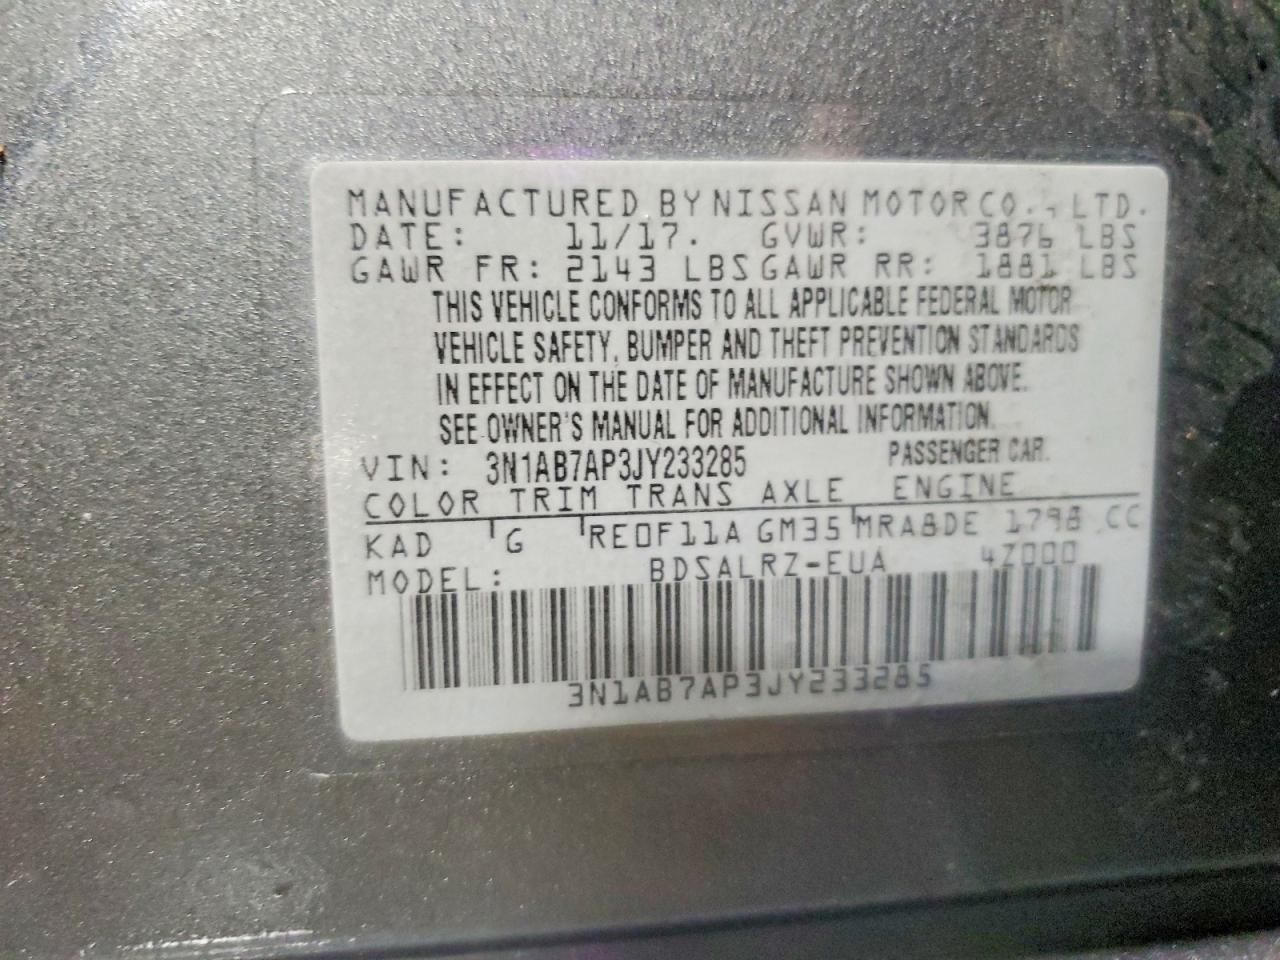 MANUFACTURED BY NISSAN MOTOR CO., LTD.
DATE: 11/17. GVWR: 3876 LBS
GAWR FR: 2143 LBS GAWR RR: 1881 LBS
THIS VEHICLE CONFORMS TO ALL APPLICABLE FEDERAL MOTOR
VEHICLE SAFETY, BUMPER AND THEFT PREVENTION STANDARDS
IN EFFECT ON THE DATE OF MANUFACTURE SHOWN ABOVE.
SEE OWNER'S MANUAL FOR ADDITIONAL INFORMATION.
VIN: 3N1AB7AP3JY233285 PASSENGER CAR.
COLOR TRIM TRANS AXLE ENGINE
KAD G RE0F11A GM35 MRA8DE 1798 CC
MODEL: BDSALRZ-EUA 4Z000
3N1AB7AP3JY233285